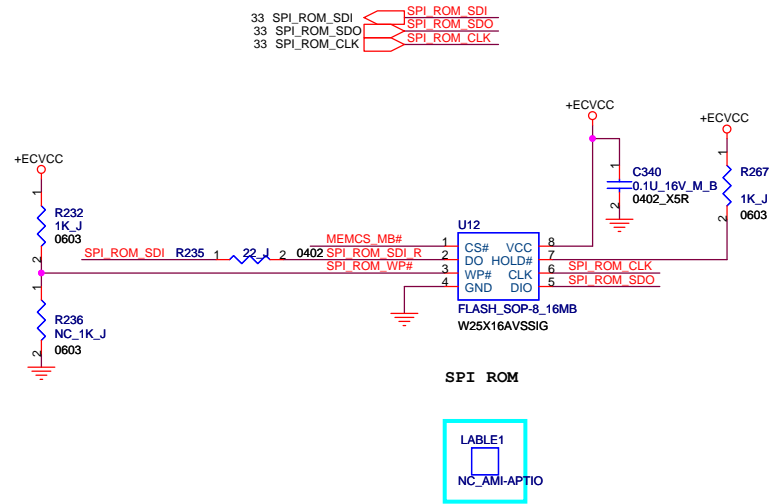 33 SPI_ROM_SDI SPI_ROM_SDI
33 SPI_ROM_SDO SPI_ROM_SDO
33 SPI_ROM_CLK SPI_ROM_CLK
+ECVCC
+ECVCC
+ECVCC
1
R232
1K_J
0603
2
1
C340
0.1U_16V_M_B
0402_X5R
2
1
R267
1K_J
0603
2
U12
MEMCS_MB# 1 CS# VCC 8
SPI_ROM_SDI R235 1 22_J 2 0402 SPI_ROM_SDI_R 2 DO HOLD# 7
SPI_ROM_WP# 3 WP# CLK 6 SPI_ROM_CLK
4 GND DIO 5 SPI_ROM_SDO
FLASH_SOP-8_16MB
W25X16AVSSIG
1
R236
NC_1K_J
0603
2
SPI ROM
LABLE1
NC_AMI-APTIO